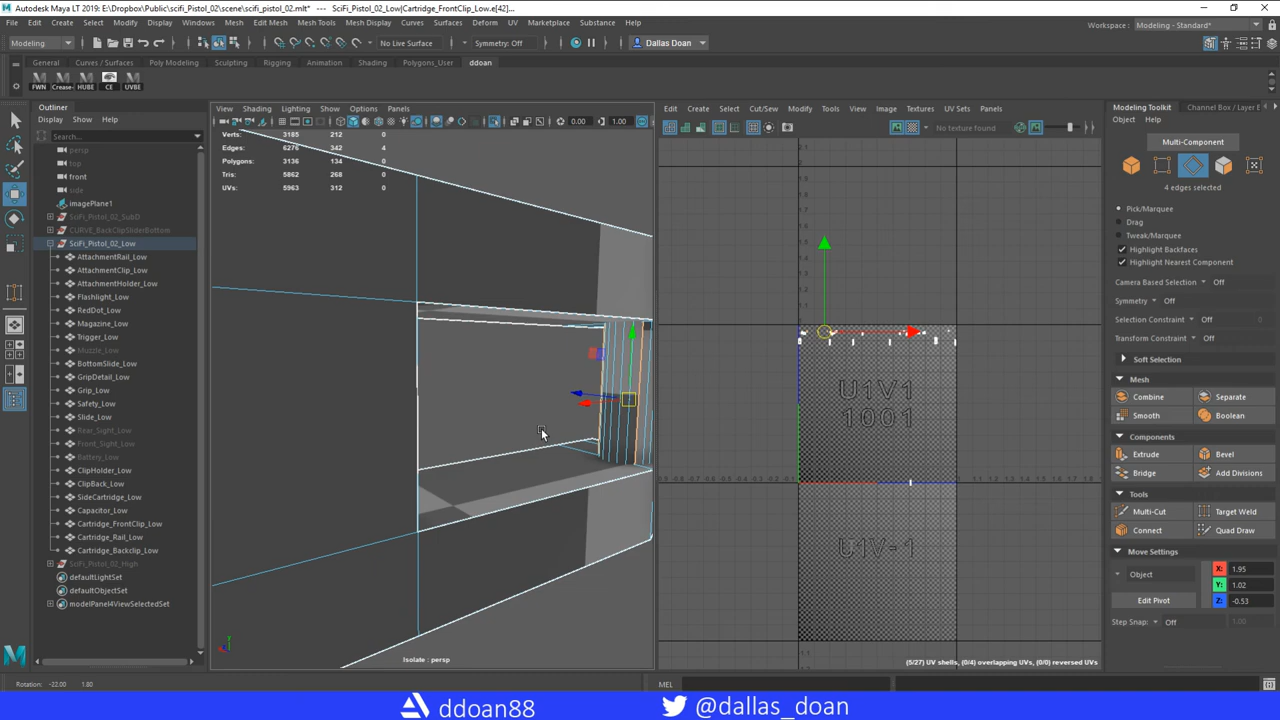 Autodesk Maya LT 2019: E:\Dropbox\Public\scifi_Pistol_02\scene\scifi_pistol_02.mlt*   ---   SciFi_Pistol_02_Low|Cartridge_FrontClip_Low.e[42]...
File Edit Create Select Modify Display Windows Mesh Edit Mesh Mesh Tools Mesh Display Curves Surfaces Deform UV Marketplace Substance Help
Workspace: Modeling - Standard*
Modeling No Live Surface Symmetry: Off Dallas Doan
General Curves / Surfaces Poly Modeling Sculpting Rigging Animation Shading Polygons_User ddoan
FWN Crease HUBE CE UVBE
Outliner
Display Show Help
Search...
persp
top
front
side
imagePlane1
SciFi_Pistol_02_SubD
CURVE_BackClipSliderBottom
SciFi_Pistol_02_Low
AttachmentRail_Low
AttachmentClip_Low
AttachmentHolder_Low
Flashlight_Low
RedDot_Low
Magazine_Low
Trigger_Low
Muzzle_Low
BottomSlide_Low
GripDetail_Low
Grip_Low
Safety_Low
Slide_Low
Rear_Sight_Low
Front_Sight_Low
Battery_Low
ClipHolder_Low
ClipBack_Low
SideCartridge_Low
Capacitor_Low
Cartridge_FrontClip_Low
Cartridge_Rail_Low
Cartridge_Backclip_Low
SciFi_Pistol_02_High
defaultLightSet
defaultObjectSet
modelPanel4ViewSelectedSet
View Shading Lighting Show Options Panels
0.00 1.00
Verts: 3185 212 0
Edges: 6276 342 4
Polygons: 3136 134 0
Tris: 5862 268 0
UVs: 5963 312 0
Isolate : persp
Edit Create Select Cut/Sew Modify Tools View Image Textures UV Sets Panels
No texture found
U1V1
1001
U1V-1
(5/27) UV shells, (0/4) overlapping UVs, (0/0) reversed UVs
Modeling Toolkit Channel Box / Layer E
Object Help
Multi-Component
4 edges selected
Pick/Marquee
Drag
Tweak/Marquee
Highlight Backfaces
Highlight Nearest Component
Camera Based Selection Off
Symmetry Off
Selection Constraint Off
Transform Constraint Off
Soft Selection
Mesh
Combine Separate
Smooth Boolean
Components
Extrude Bevel
Bridge Add Divisions
Tools
Multi-Cut Target Weld
Connect Quad Draw
Move Settings
Object X: 1.95
Y: 1.02
Edit Pivot Z: -0.53
Step Snap: Off 1.00
Rotation: -22.00 1.80
MEL
ddoan88 @dallas_doan